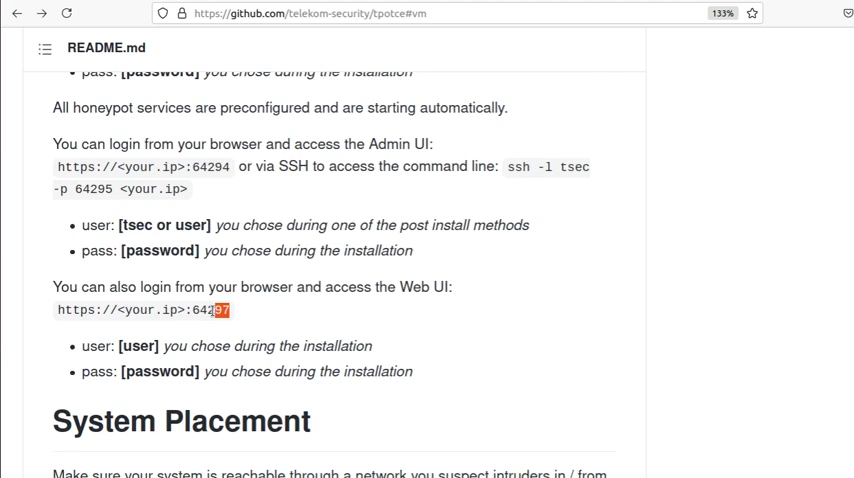 https://github.com/telekom-security/tpotce#vm
133%
README.md
• pass: [password] you chose during the installation
All honeypot services are preconfigured and are starting automatically.
You can login from your browser and access the Admin UI:
https://<your.ip>:64294 or via SSH to access the command line: ssh -l tsec
-p 64295 <your.ip>
• user: [tsec or user] you chose during one of the post install methods
• pass: [password] you chose during the installation
You can also login from your browser and access the Web UI:
https://<your.ip>:64297
• user: [user] you chose during the installation
• pass: [password] you chose during the installation
System Placement
Make sure your system is reachable through a network you suspect intruders in / from